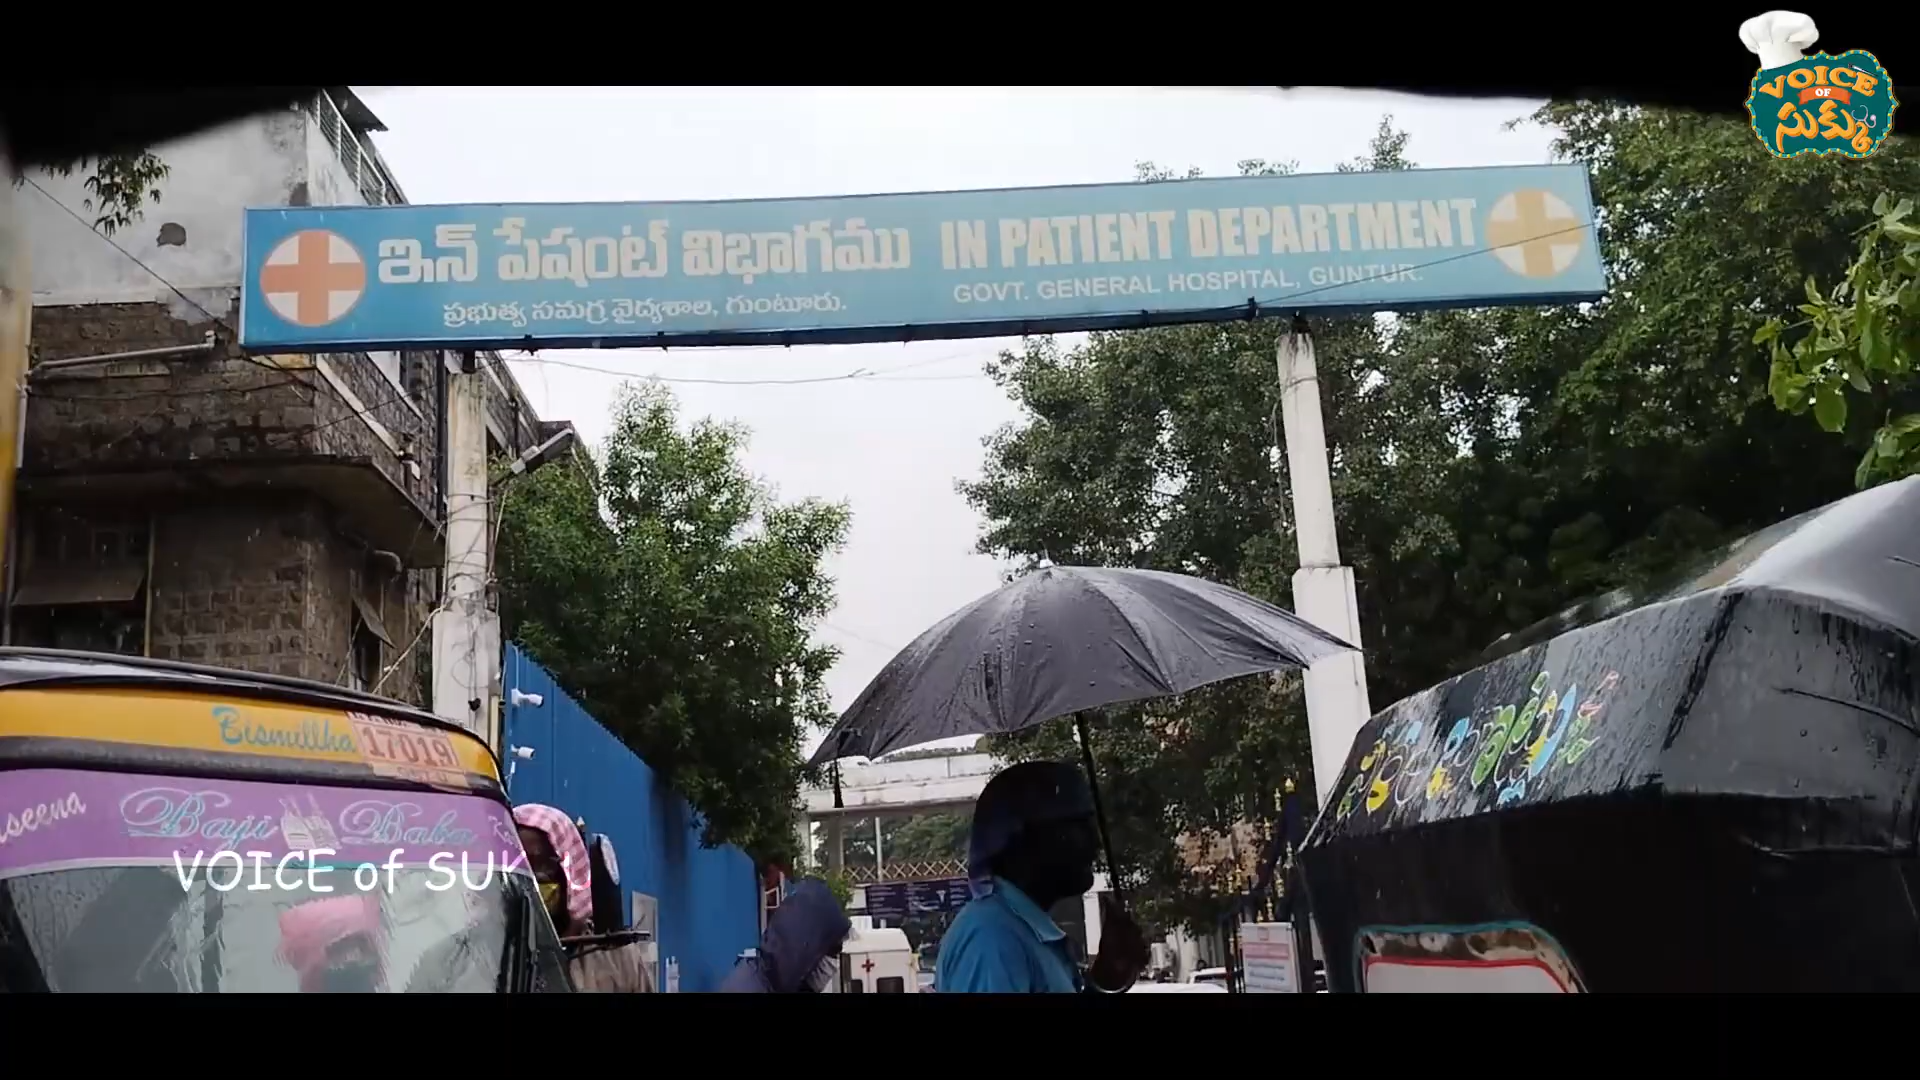 VOICE
OF
సుక్కు
ఇన్ పేషంట్ విభాగము IN PATIENT DEPARTMENT
ప్రభుత్వ సమగ్ర వైద్యశాల, గుంటూరు. GOVT. GENERAL HOSPITAL, GUNTUR.
Bismillha
17019
Baji Baba
VOICE of SUK U